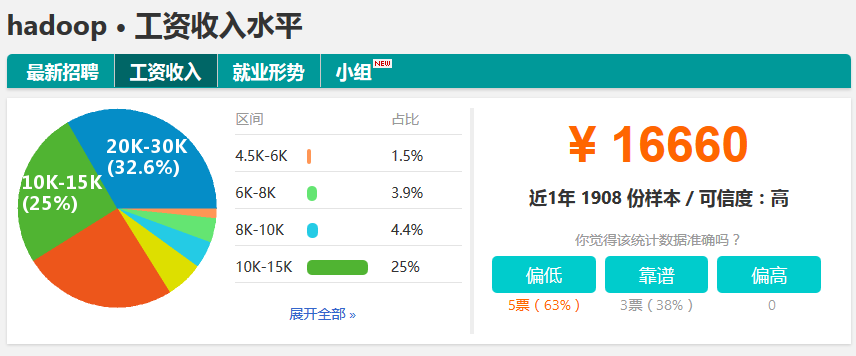 hadoop • 工资收入水平
最新招聘 工资收入 就业形势 小组 NEW
20K-30K
(32.6%)
10K-15K
(25%)
区间 占比
4.5K-6K 1.5%
6K-8K 3.9%
8K-10K 4.4%
10K-15K 25%
展开全部 »
¥ 16660
近1年 1908 份样本 / 可信度：高
你觉得该统计数据准确吗？
偏低 靠谱 偏高
5票 ( 63% ) 3票 ( 38% ) 0